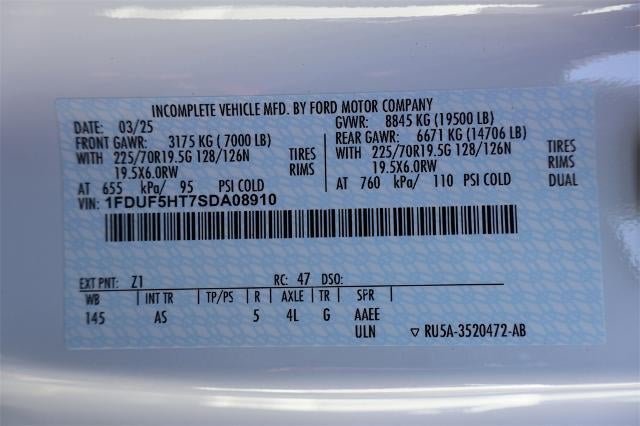 INCOMPLETE VEHICLE MFD. BY FORD MOTOR COMPANY
DATE: 03/25 GVWR: 8845 KG (19500 LB)
FRONT GAWR: 3175 KG (7000 LB) REAR GAWR: 6671 KG (14706 LB)
WITH 225/70R19.5G 128/126N TIRES WITH 225/70R19.5G 128/126N TIRES
19.5X6.0RW RIMS 19.5X6.0RW RIMS
AT 655 kPa/ 95 PSI COLD AT 760 kPa/ 110 PSI COLD DUAL
VIN: 1FDUF5HT7SDA08910
EXT PNT: Z1 RC: 47 DSO:
WB INT TR TP/PS R AXLE TR SPR
145 AS 5 4L G AAEE
ULN ▽ RU5A-3520472-AB